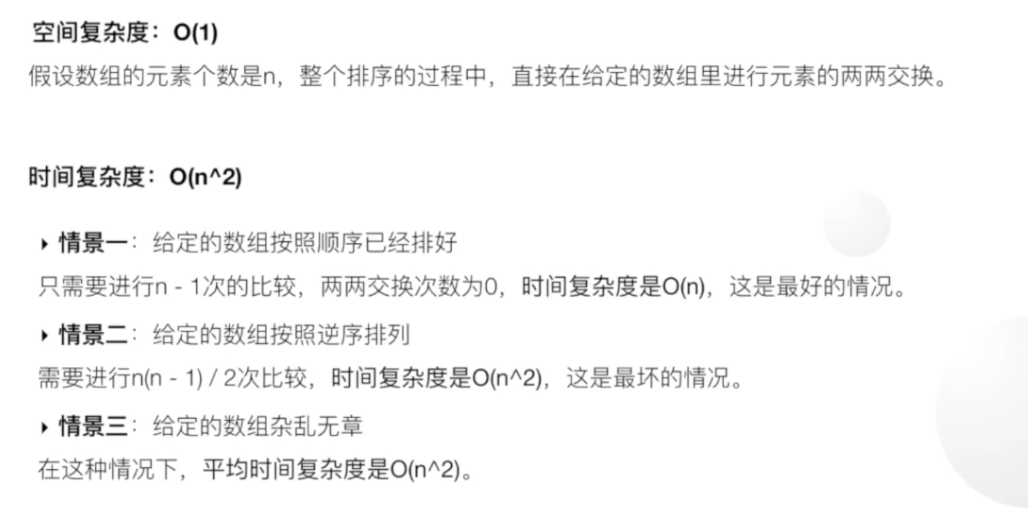 空间复杂度：O(1)
假设数组的元素个数是n，整个排序的过程中，直接在给定的数组里进行元素的两两交换。
时间复杂度：O(n^2)
情景一：给定的数组按照顺序已经排好
只需要进行n - 1次的比较，两两交换次数为0，时间复杂度是O(n)，这是最好的情况。
情景二：给定的数组按照逆序排列
需要进行n(n - 1) / 2次比较，时间复杂度是O(n^2)，这是最坏的情况。
情景三：给定的数组杂乱无章
在这种情况下，平均时间复杂度是O(n^2)。